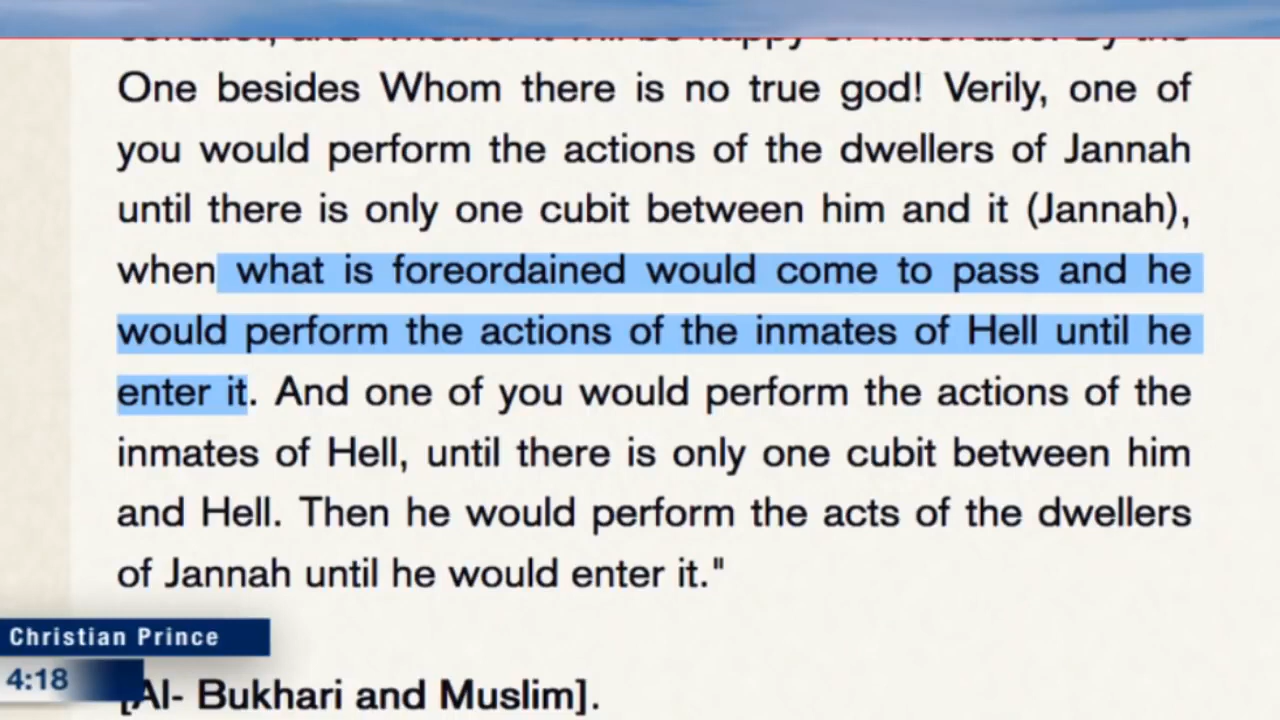 One besides Whom there is no true god! Verily, one of
you would perform the actions of the dwellers of Jannah
until there is only one cubit between him and it (Jannah),
when what is foreordained would come to pass and he
would perform the actions of the inmates of Hell until he
enter it. And one of you would perform the actions of the
inmates of Hell, until there is only one cubit between him
and Hell. Then he would perform the acts of the dwellers
of Jannah until he would enter it."
Christian Prince
4:18
[Al- Bukhari and Muslim].